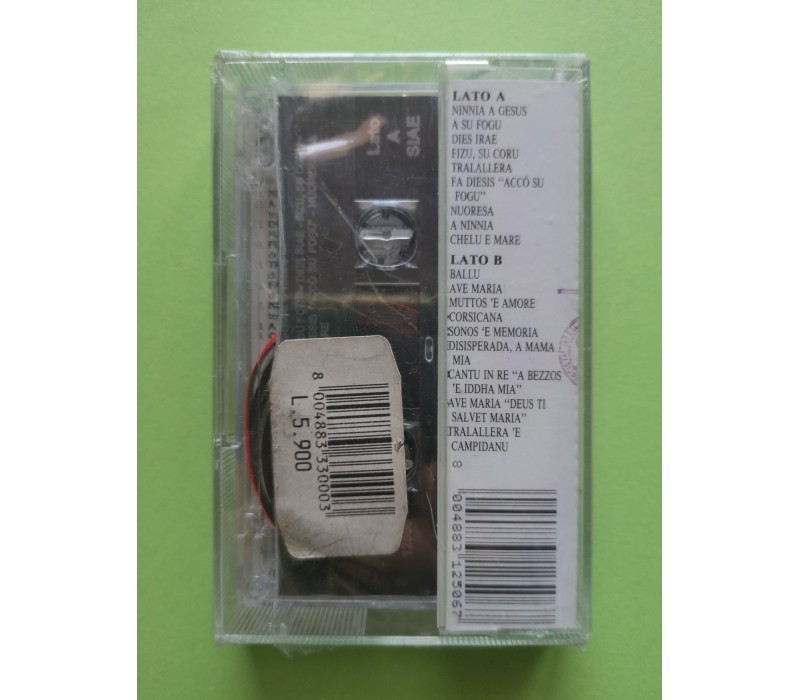 LATO A
NINNIA A GESUS
A SU FOGU
DIES IRAE
FIZU, SU CORU
TRALALLERA
FA DIESIS “ACCÒ SU
FOGU”
NUORESA
A NINNIA
CHELU E MARE
LATO B
BALLU
AVE MARIA
MUTTOS 'E AMORE
CORSICANA
SONOS 'E MEMORIA
DISISPERADA, A MAMA
MIA
CANTU IN RE “A BEZZOS
'E IDDHA MIA”
AVE MARIA “DEUS TI
SALVET MARIA”
TRALALLERA 'E
CAMPIDANU
8 004883 125067
Lato
A
SIAE
8 004883 330003
L. 5.900